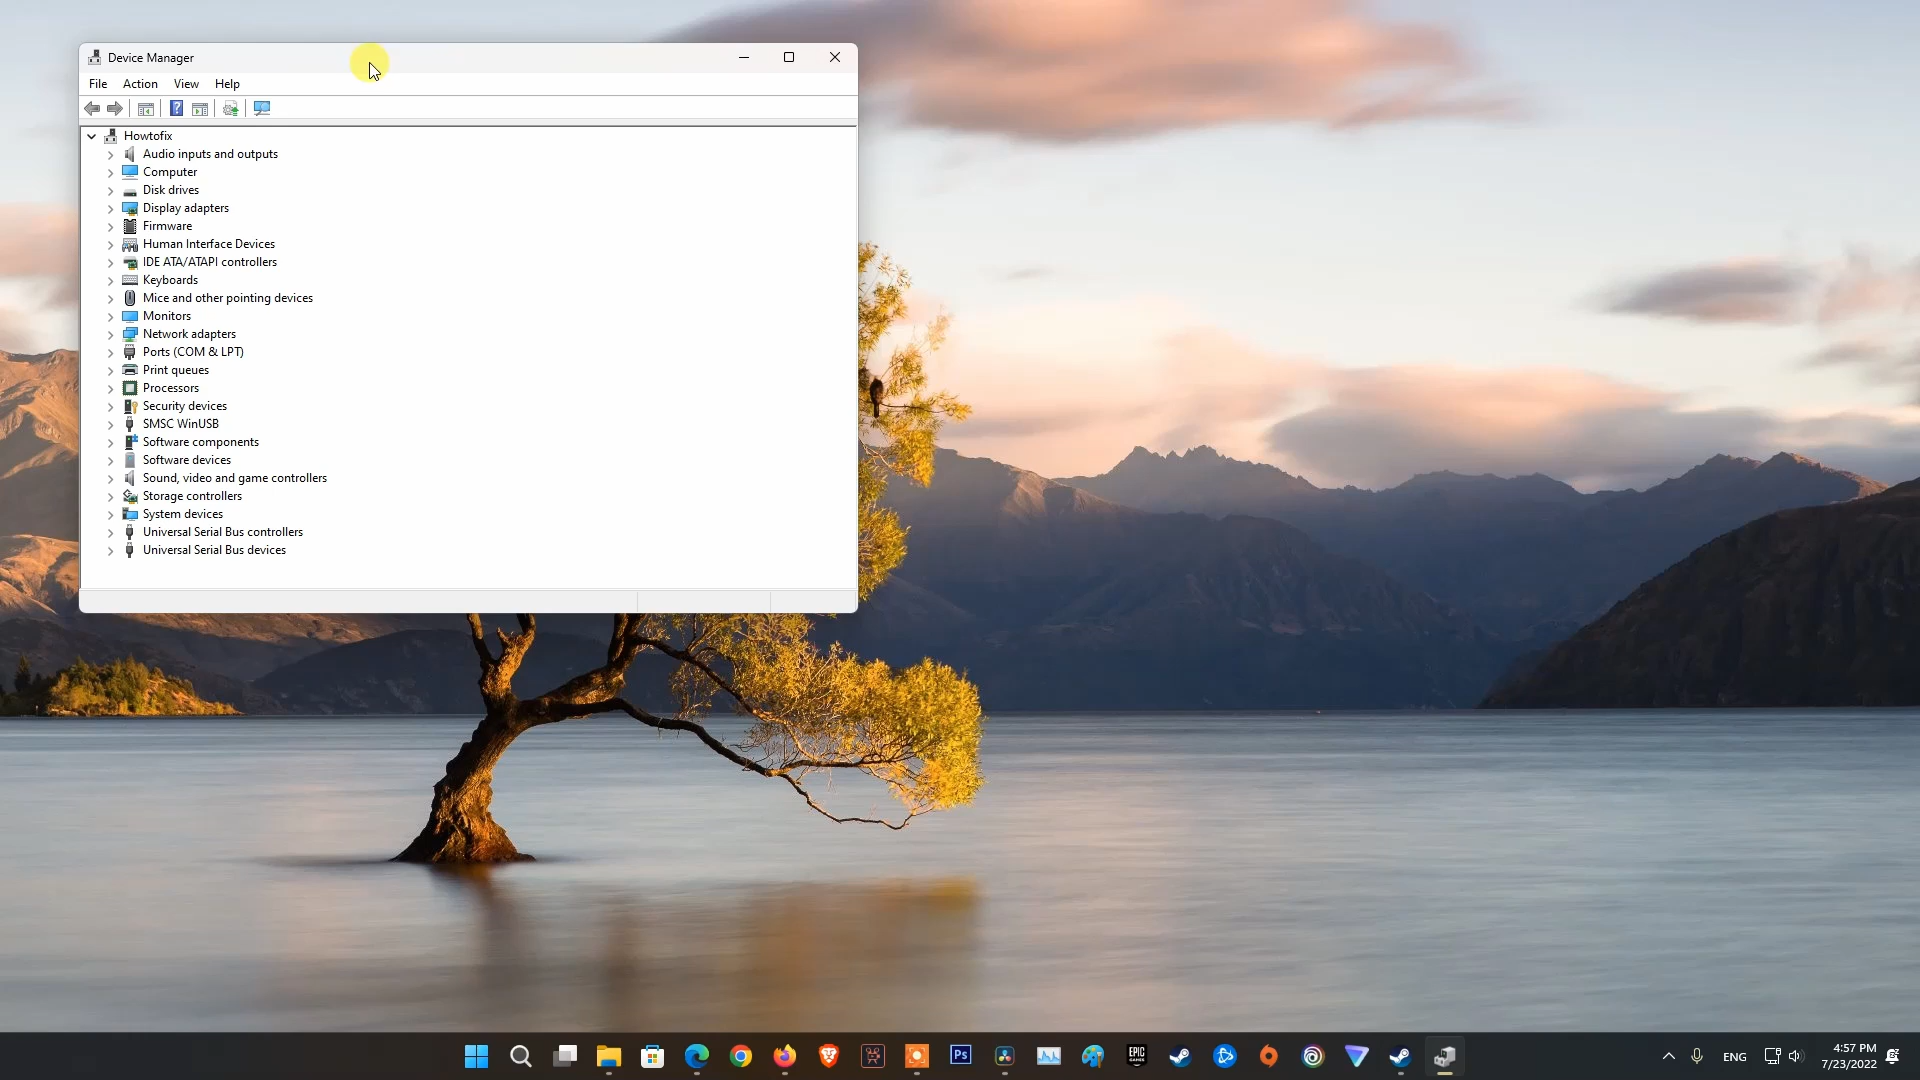 Device Manager
File Action View Help
Howtofix
Audio inputs and outputs
Computer
Disk drives
Display adapters
Firmware
Human Interface Devices
IDE ATA/ATAPI controllers
Keyboards
Mice and other pointing devices
Monitors
Network adapters
Ports (COM & LPT)
Print queues
Processors
Security devices
SMSC WinUSB
Software components
Software devices
Sound, video and game controllers
Storage controllers
System devices
Universal Serial Bus controllers
Universal Serial Bus devices
Ps
EPIC
GAMES
ENG
4:57 PM
7/23/2022